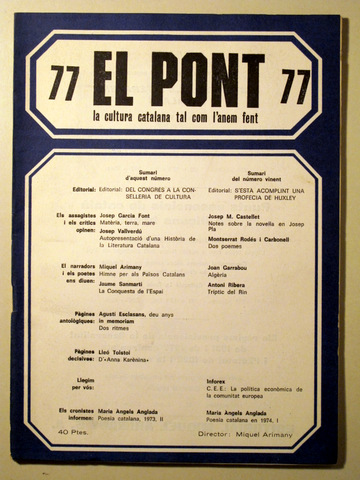 77 EL PONT 77
la cultura catalana tal com l'anem fent
Sumari
d'aquest número
Sumari
del número vinent
Editorial: Editorial: DEL CONGRES A LA CON-
SELLERIA DE CULTURA
Editorial: S'ESTÀ ACOMPLINT UNA
PROFECIA DE HUXLEY
Els assagistes
i els crítics
opinen:
Josep Garcia Font
Matèria, terra, mare
Josep Vallverdú
Autopresentació d'una Història de
la Literatura Catalana
Josep M. Castellet
Notes sobre la novel·la en Josep
Pla
Montserrat Rodés i Carbonell
Dos poemes
El narradors
i els poetes
ens diuen:
Miquel Arimany
Himne per als Països Catalans
Jaume Sanmartí
La Conquesta de l'Espai
Joan Garrabou
Algèria
Antoni Ribera
Tríptic del Rin
Pàgines
antològiques:
Agustí Esclasans, deu anys
in memoriam
Dos ritmes
Pàgines
decisives:
Lleó Tolstoi
D'«Anna Karènina»
Llegim
per vós:
Inforex
C. E. E.: La política econòmica de
la comunitat europea
Els cronistes
informen:
Maria Angels Anglada
Poesia catalana, 1973, II
Maria Angels Anglada
Poesia catalana en 1974, I
40 Ptes.
Director: Miquel Arimany